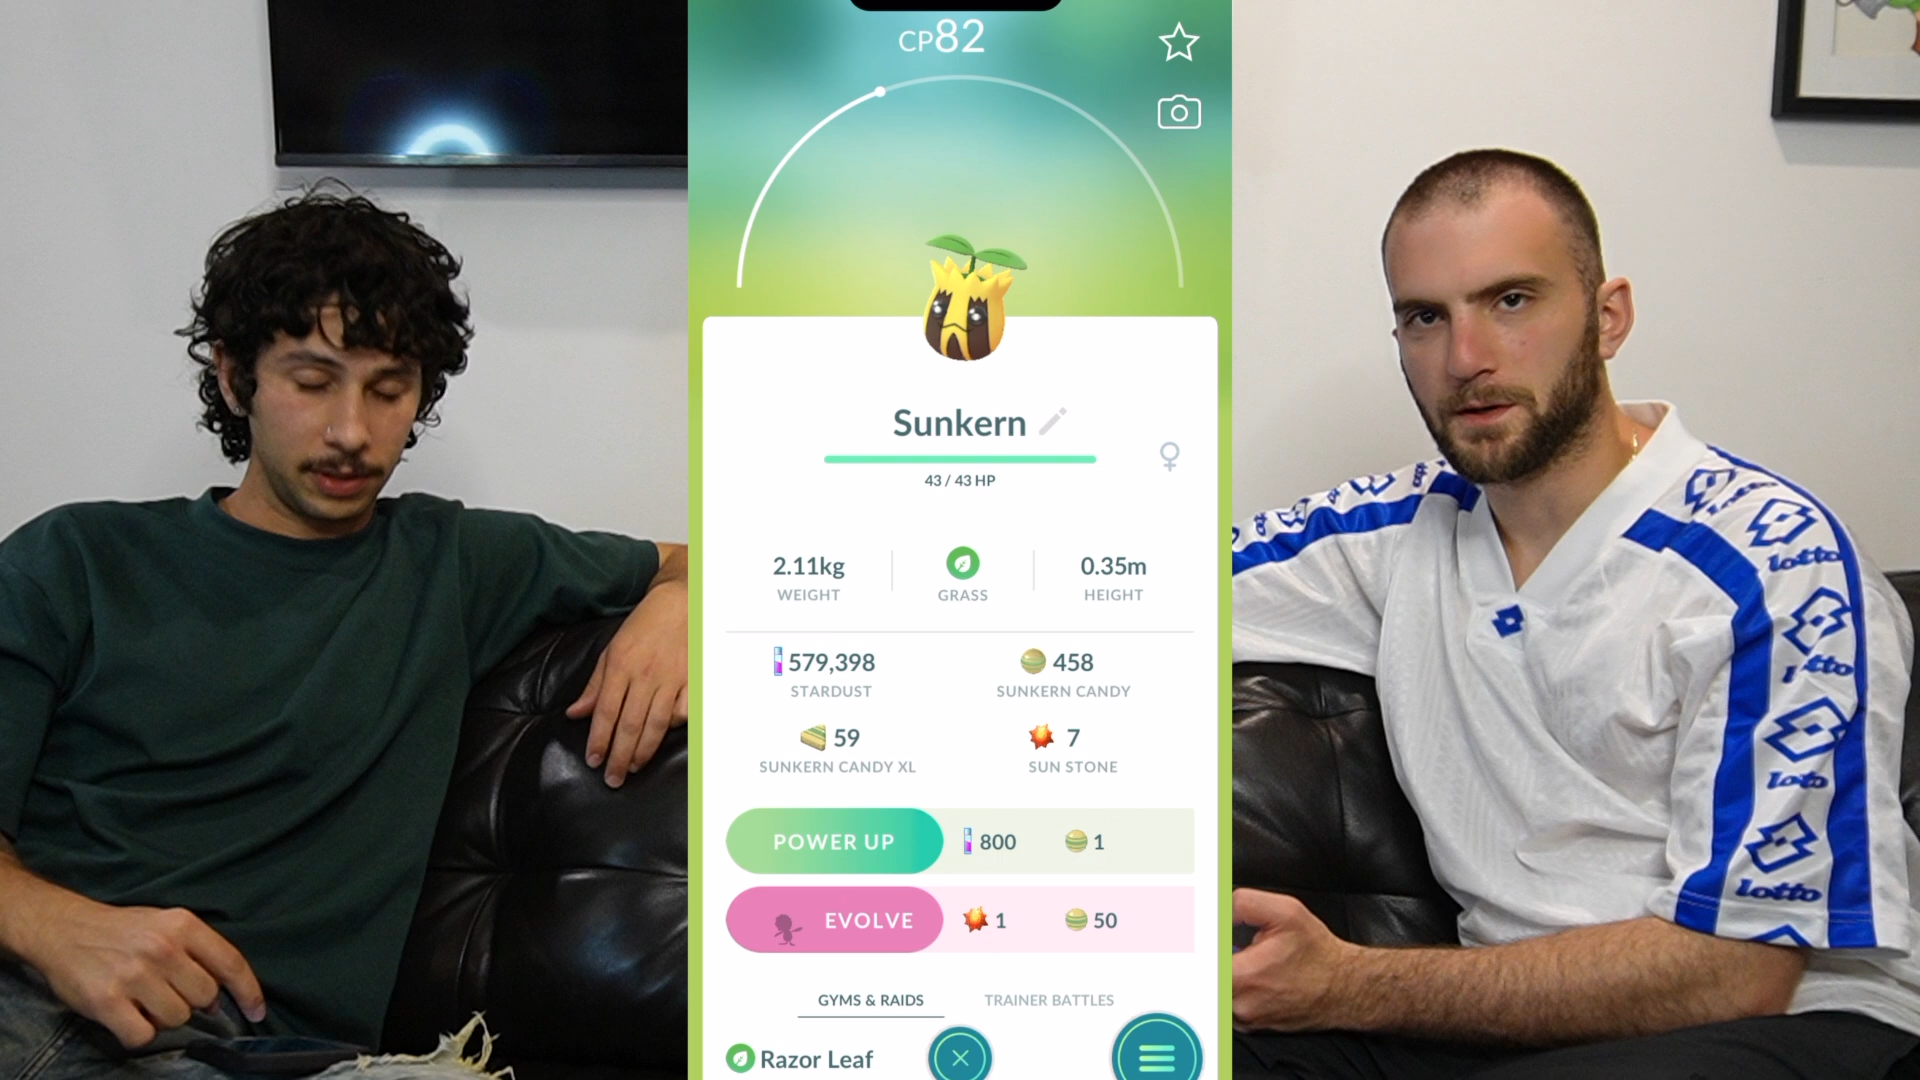 CP82
Sunkern
43 / 43 HP
2.11kg
WEIGHT
GRASS
0.35m
HEIGHT
579,398
STARDUST
458
SUNKERN CANDY
59
SUNKERN CANDY XL
7
SUN STONE
POWER UP 800 1
EVOLVE 1 50
GYMS & RAIDS TRAINER BATTLES
Razor Leaf
lotto
lotto
lotto
lotto
lotto